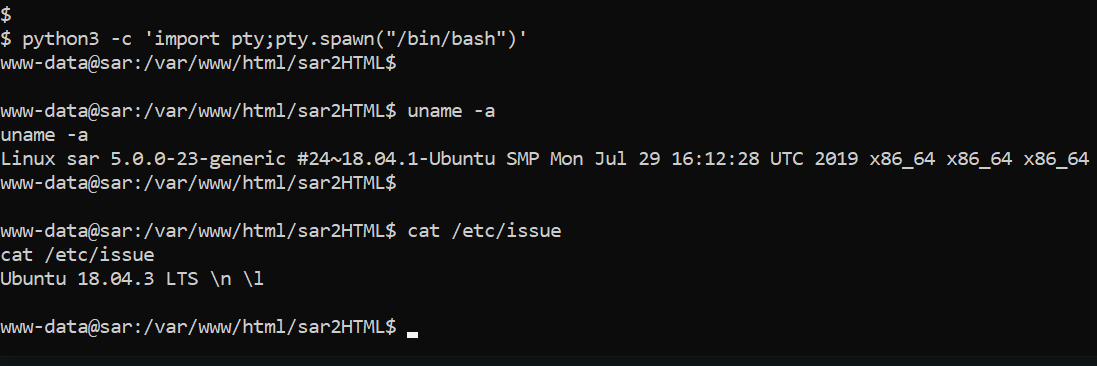 $
$ python3 -c 'import pty;pty.spawn("/bin/bash")'
www-data@sar:/var/www/html/sar2HTML$
www-data@sar:/var/www/html/sar2HTML$ uname -a
uname -a
Linux sar 5.0.0-23-generic #24~18.04.1-Ubuntu SMP Mon Jul 29 16:12:28 UTC 2019 x86_64 x86_64 x86_64
www-data@sar:/var/www/html/sar2HTML$
www-data@sar:/var/www/html/sar2HTML$ cat /etc/issue
cat /etc/issue
Ubuntu 18.04.3 LTS \n \l
www-data@sar:/var/www/html/sar2HTML$